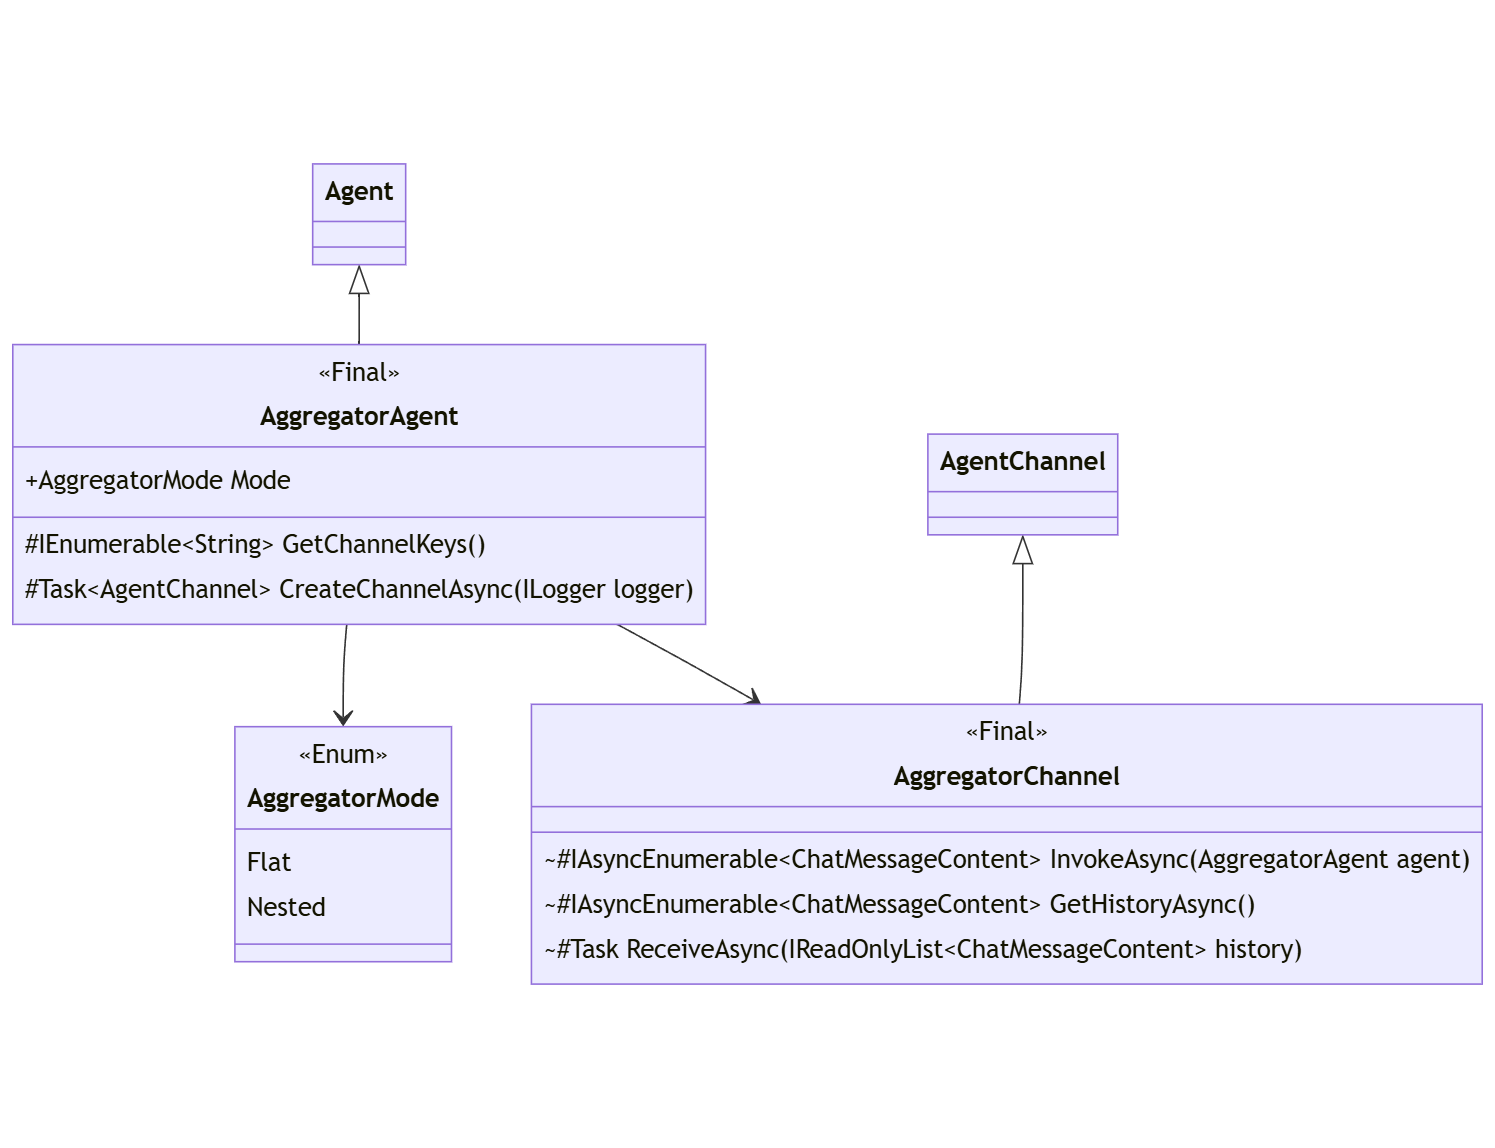 Agent
«Final»
AggregatorAgent
+AggregatorMode Mode
#IEnumerable<String> GetChannelKeys()
#Task<AgentChannel> CreateChannelAsync(ILogger logger)
AgentChannel
«Enum»
AggregatorMode
Flat
Nested
«Final»
AggregatorChannel
~#IAsyncEnumerable<ChatMessageContent> InvokeAsync(AggregatorAgent agent)
~#IAsyncEnumerable<ChatMessageContent> GetHistoryAsync()
~#Task ReceiveAsync(IReadOnlyList<ChatMessageContent> history)